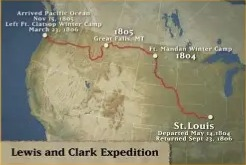 Arrived Pacific Ocean
Nov 15, 1805
Left Ft. Clatsop Winter Camp
March 23, 1806
1805
Great Falls, MT
Ft. Mandan Winter Camp
1804
St. Louis
Departed May 14, 1804
Returned Sept 23, 1806
Lewis and Clark Expedition